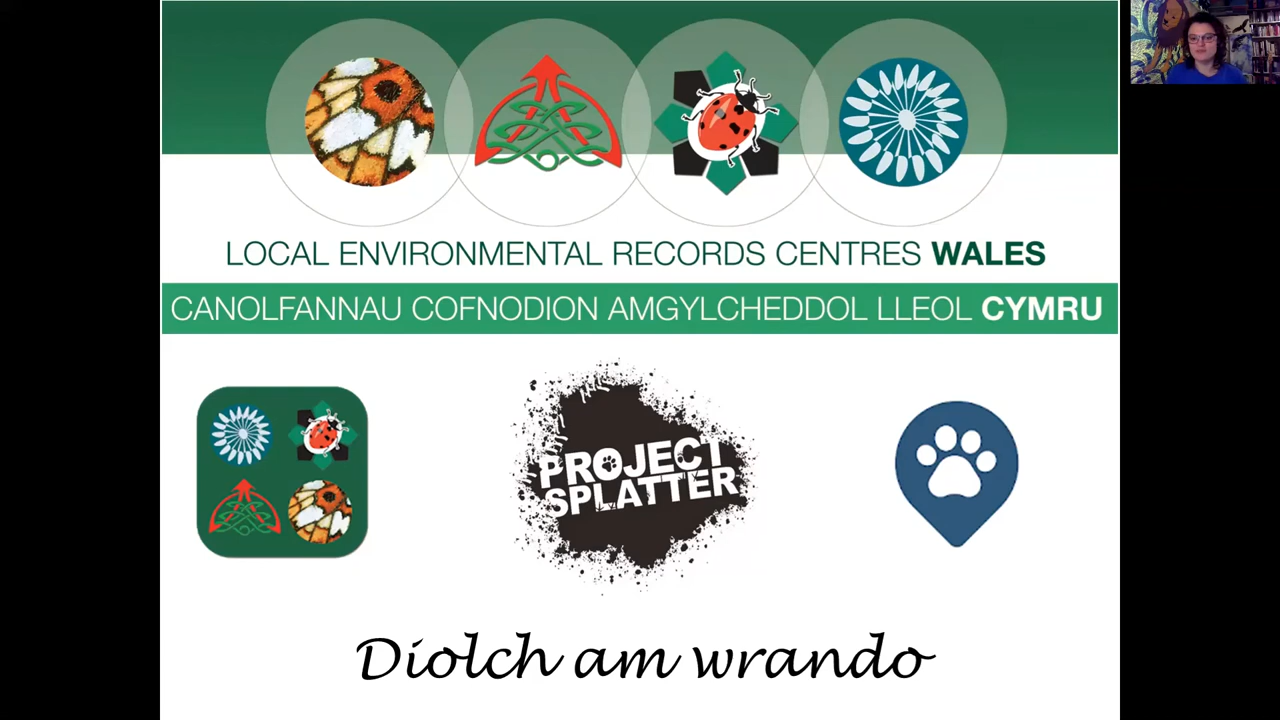 LOCAL ENVIRONMENTAL RECORDS CENTRES WALES
CANOLFANNAU COFNODION AMGYLCHEDDOL LLEOL CYMRU
PROJECT
SPLATTER
Diolch am wrando